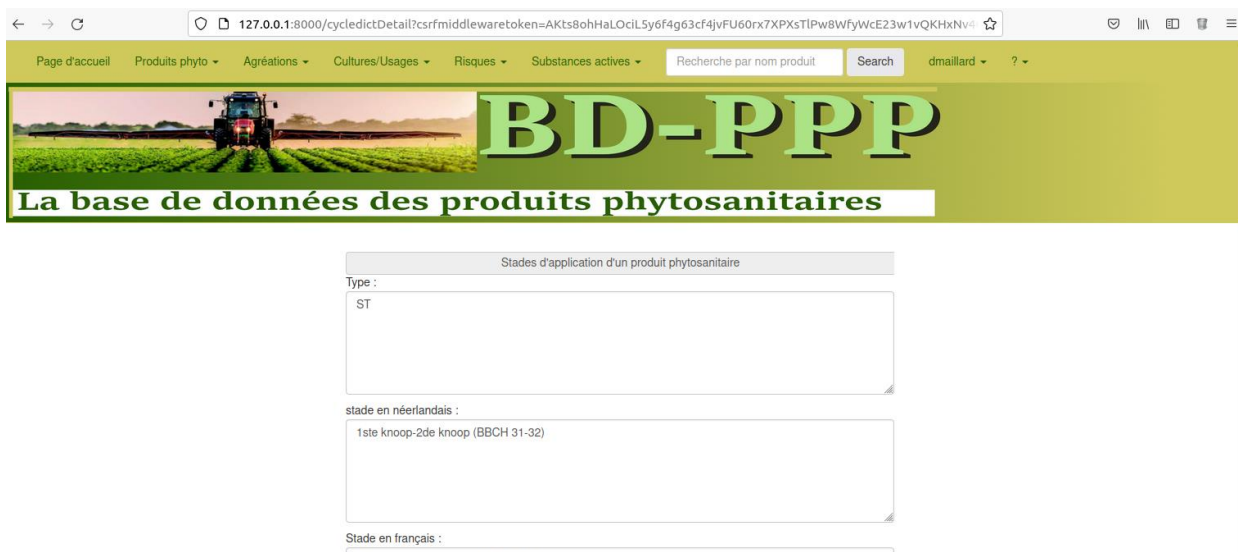 127.0.0.1:8000/cycledictDetail?csrfmiddlewaretoken=AKts8ohHaLOciL5y6f4g63cf4jvFU60rx7XPXsTlPw8WfyWcE23w1vQKHxNv4
Page d'accueil Produits phyto Agréations Cultures/Usages Risques Substances actives Recherche par nom produit Search dmaillard ?
BD-PPP
La base de données des produits phytosanitaires
Stades d'application d'un produit phytosanitaire
Type :
ST
stade en néerlandais :
1ste knoop-2de knoop (BBCH 31-32)
Stade en français :